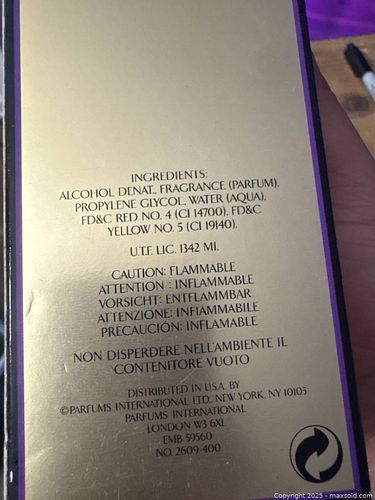 INGREDIENTS:
ALCOHOL DENAT., FRAGRANCE (PARFUM),
PROPYLENE GLYCOL, WATER (AQUA),
FD&C RED NO. 4 (CI 14700), FD&C
YELLOW NO. 5 (CI 19140).
U.T.F. LIC. 1342 MI.
CAUTION: FLAMMABLE
ATTENTION : INFLAMMABLE
VORSICHT: ENTFLAMMBAR
ATTENZIONE: INFIAMMABILE
PRECAUCIÓN: INFLAMABLE
NON DISPERDERE NELL'AMBIENTE IL
CONTENITORE VUOTO
DISTRIBUTED IN U.S.A. BY
©PARFUMS INTERNATIONAL LTD., NEW YORK, NY 10105
PARFUMS INTERNATIONAL
LONDON W3 6XL
EMB 59560
NO. 2609-400
Copyright 2025 - maxsold.com